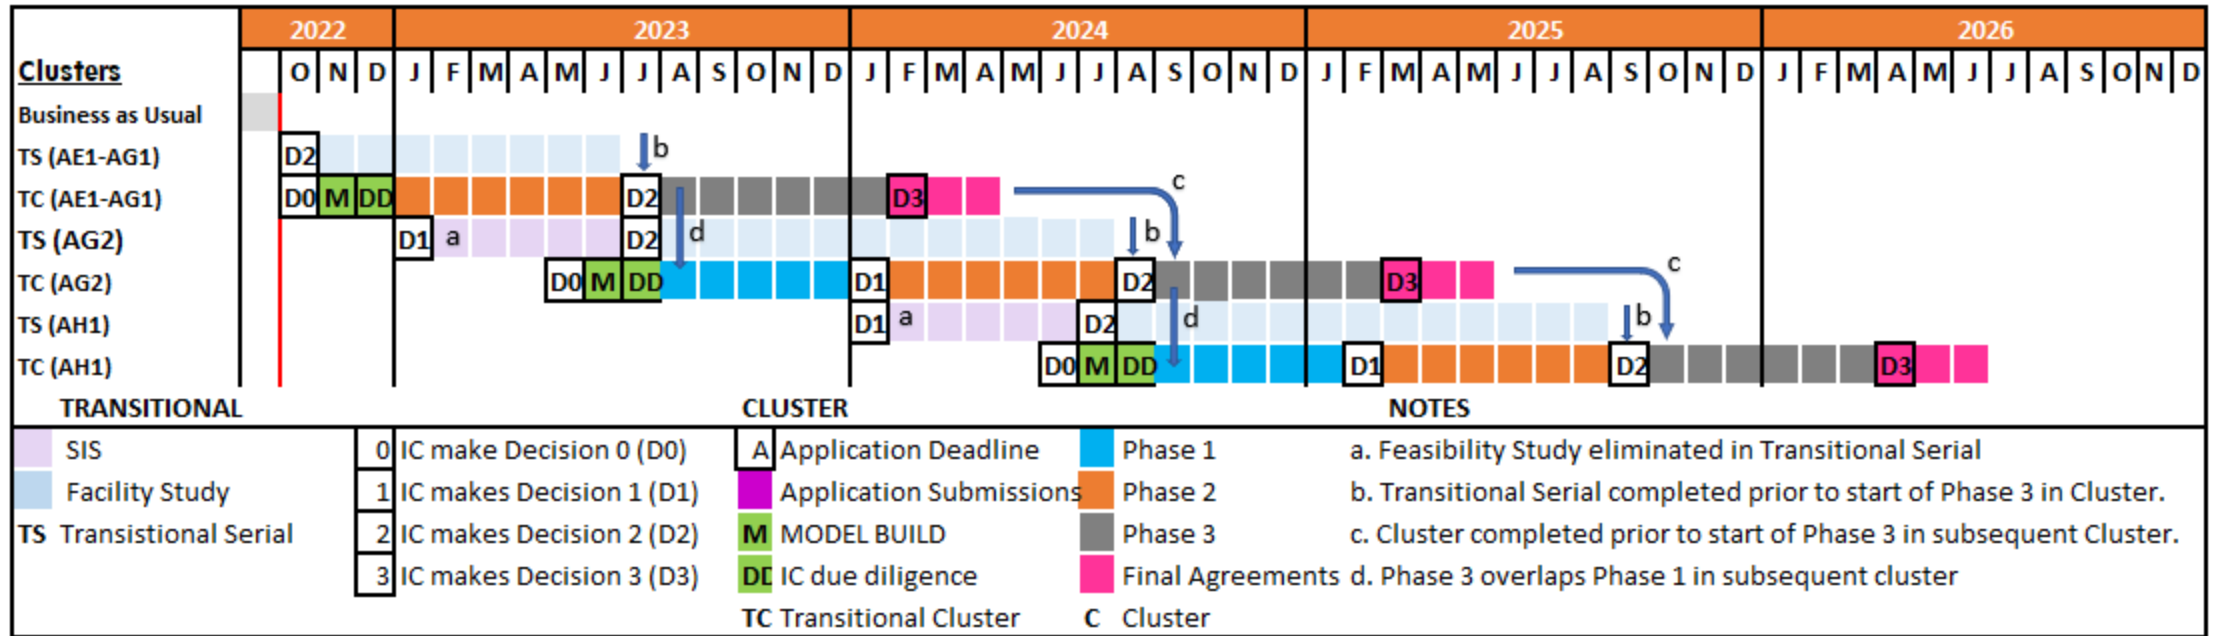 2022 2023 2024 2025 2026
Clusters O N D J F M A M J J A S O N D J F M A M J J A S O N D J F M A M J J A S O N D J F M A M J J A S O N D
Business as Usual
TS (AE1-AG1) D2 b
TC (AE1-AG1) D0 M DD D2 D3 c
TS (AG2) D1 a D2 d b
TC (AG2) D0 M DD D1 D2 D3 c
TS (AH1) D1 a D2 d b
TC (AH1) D0 M DD D1 D2 D3
TRANSITIONAL CLUSTER NOTES
SIS 0 IC make Decision 0 (D0) A Application Deadline Phase 1 a. Feasibility Study eliminated in Transitional Serial
Facility Study 1 IC makes Decision 1 (D1) Application Submissions Phase 2 b. Transitional Serial completed prior to start of Phase 3 in Cluster.
TS Transistional Serial 2 IC makes Decision 2 (D2) M MODEL BUILD Phase 3 c. Cluster completed prior to start of Phase 3 in subsequent Cluster.
3 IC makes Decision 3 (D3) DD IC due diligence Final Agreements d. Phase 3 overlaps Phase 1 in subsequent cluster
TC Transitional Cluster C Cluster